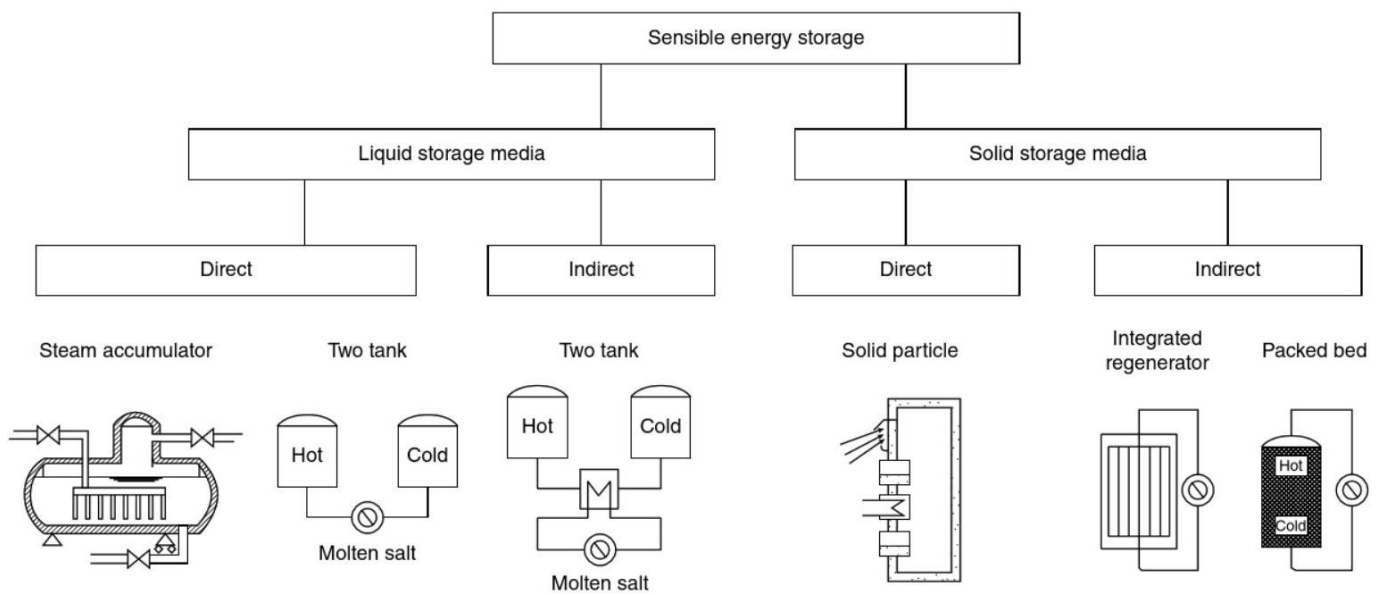 Sensible energy storage
Liquid storage media
Solid storage media
Direct
Indirect
Direct
Indirect
Steam accumulator
Two tank
Two tank
Solid particle
Integrated
regenerator
Packed bed
Hot
Cold
Molten salt
Hot
Cold
Molten salt
Hot
Cold